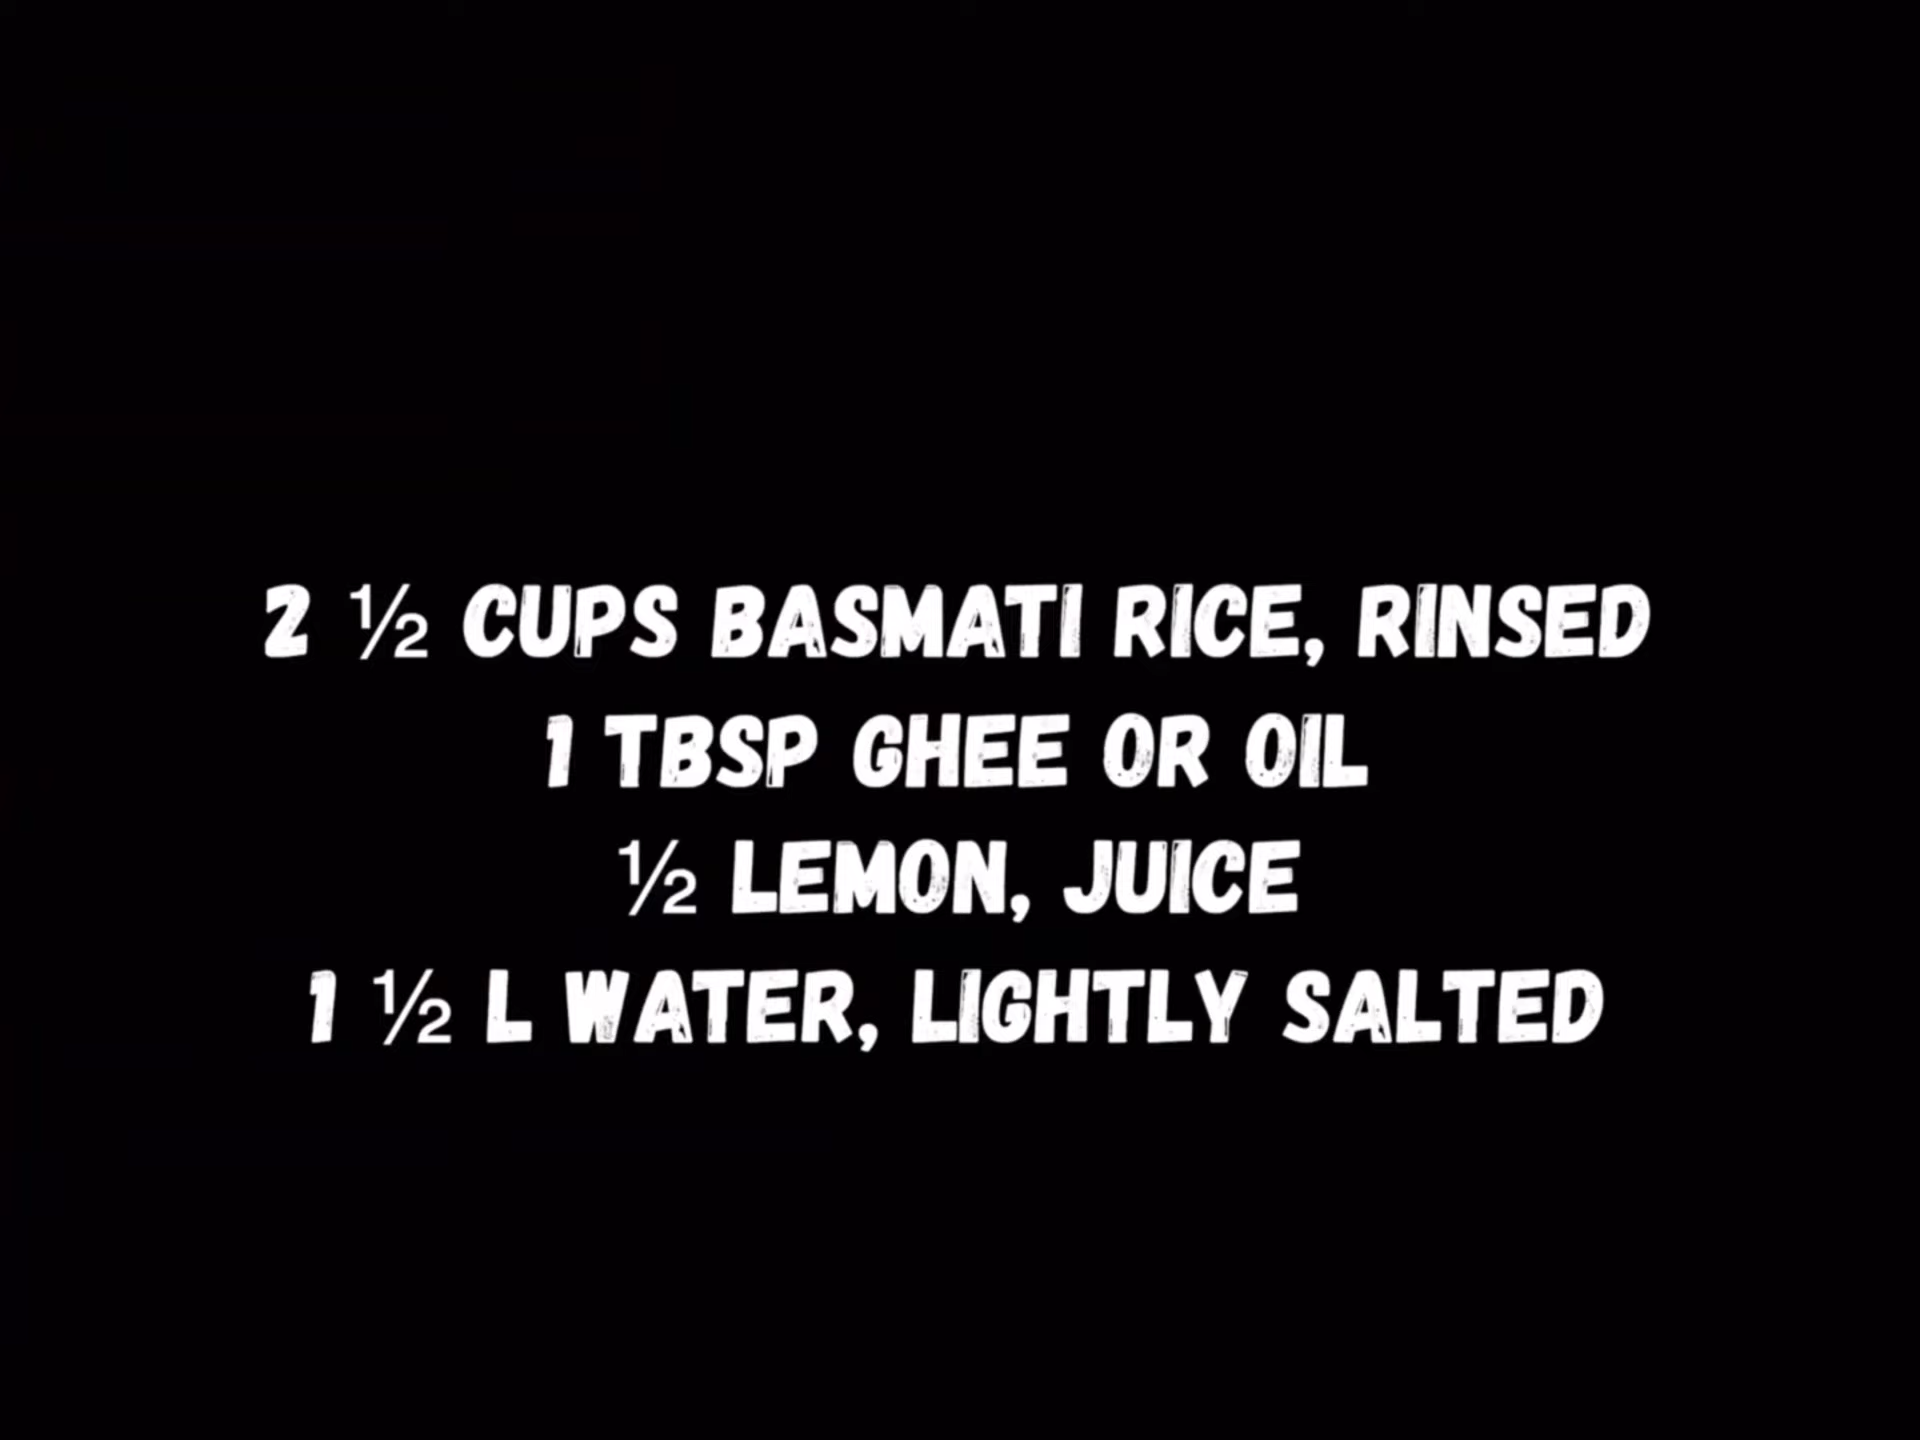 2 ½ CUPS BASMATI RICE, RINSED
1 TBSP GHEE OR OIL
½ LEMON, JUICE
1 ½ L WATER, LIGHTLY SALTED